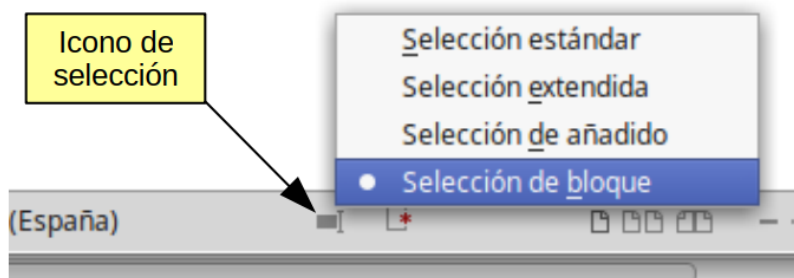 Icono de
selección
Selección estándar
Selección extendida
Selección de añadido
Selección de bloque
(España)